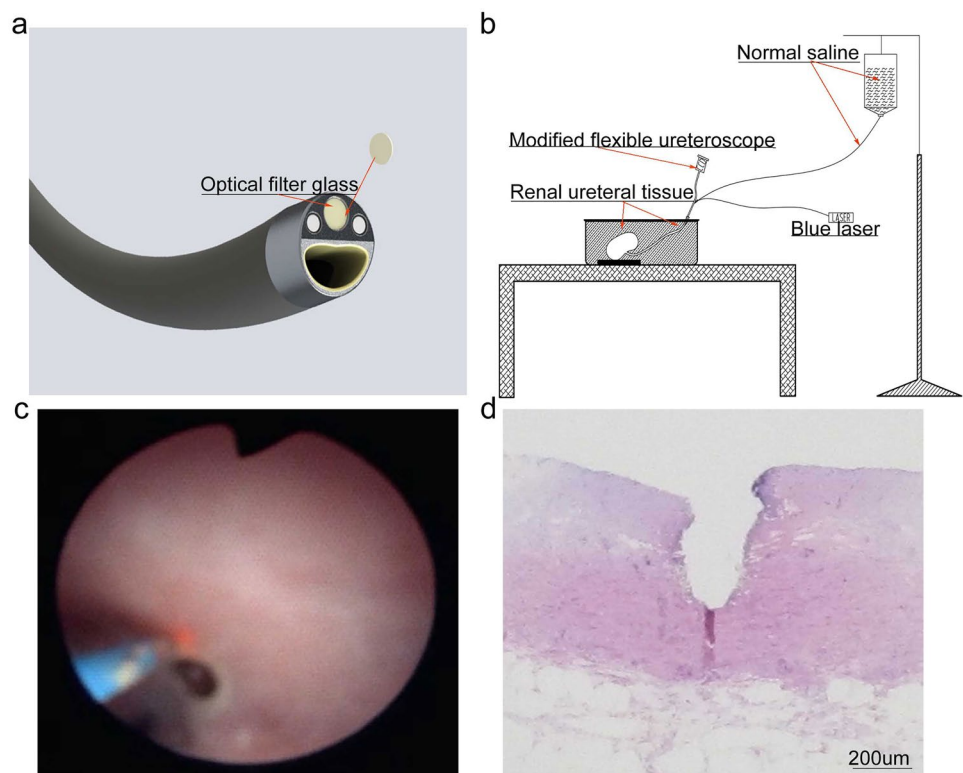 a
Optical filter glass
b
Normal saline
Modified flexible ureteroscope
Renal ureteral tissue
LASER
Blue laser
c
d
200um